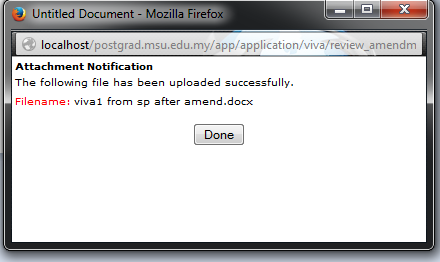 Untitled Document - Mozilla Firefox
localhost/postgrad.msu.edu.my/app/application/viva/review_amendm
Attachment Notification
The following file has been uploaded successfully.
Filename: viva1 from sp after amend.docx
Done